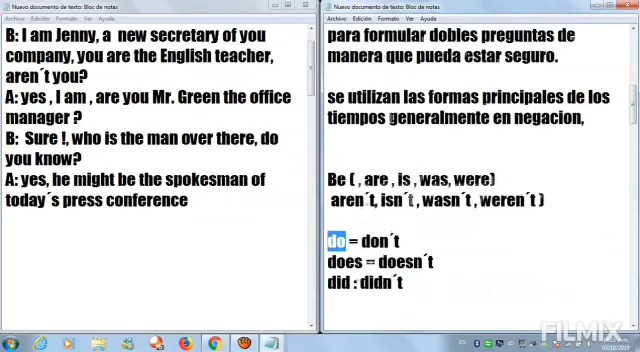 Nuevo documento de texto: Bloc de notas
Archivo Edición Formato Ver Ayuda
B: I am Jenny, a new secretary of you
company, you are the English teacher,
aren´t you?
A: yes , I am , are you Mr. Green the office
manager ?
B: Sure !, who is the man over there, do
you know?
A: yes, he might be the spokesman of
today´s press conference
Nuevo documento de texto: Bloc de notas
Archivo Edición Formato Ver Ayuda
para formular dobles preguntas de
manera que pueda estar seguro.
se utilizan las formas principales de los
tiempos generalmente en negacion,
Be ( , are , is , was, were)
aren´t, isn´t , wasn´t , weren´t )
do = don´t
does = doesn´t
did : didn´t
ES
FILMIX